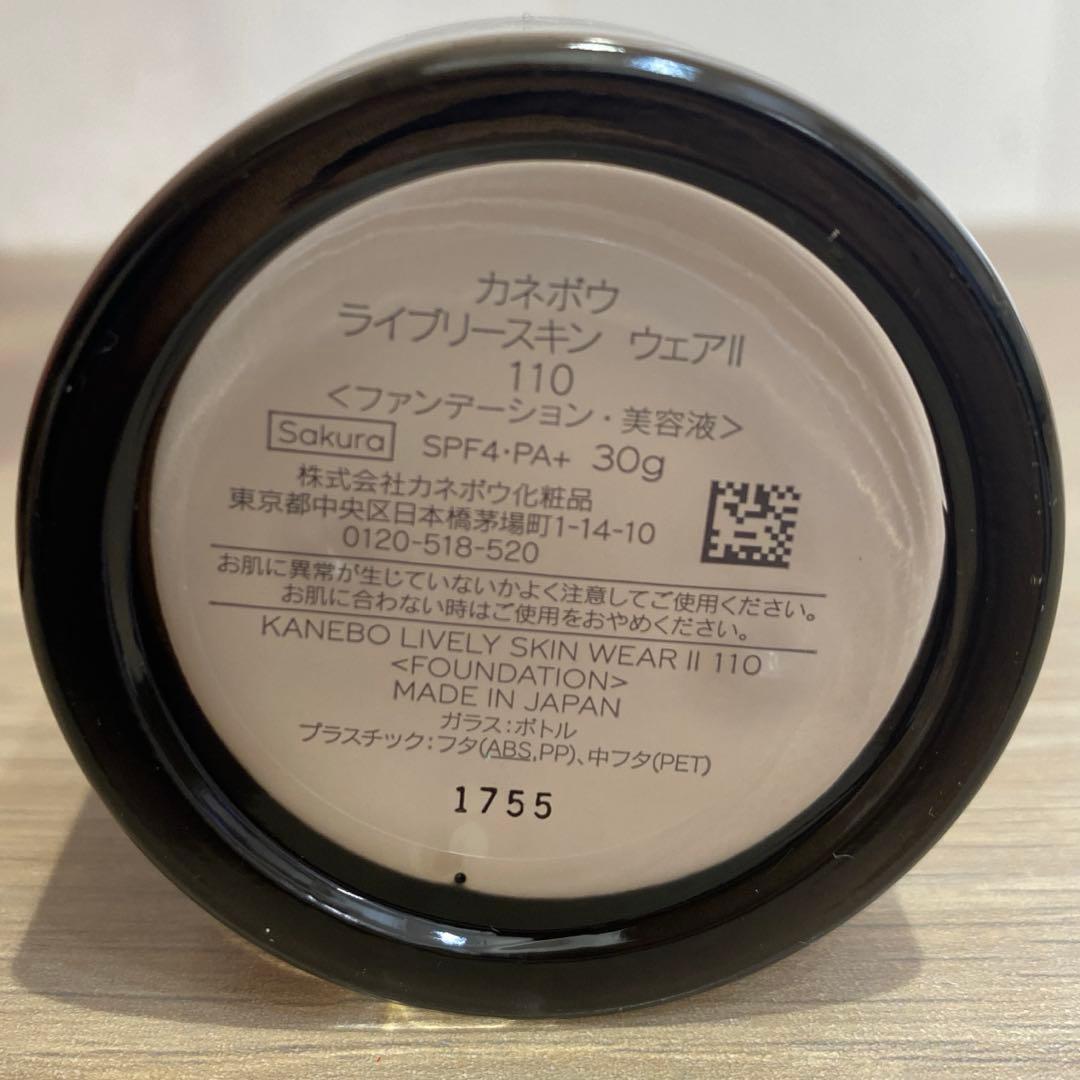 カネボウ
ライブリースキン ウェアII
110
<ファンデーション・美容液>
Sakura SPF4・PA+ 30g
株式会社カネボウ化粧品
東京都中央区日本橋茅場町1-14-10
0120-518-520
お肌に異常が生じていないかよく注意してご使用ください。
お肌に合わない時はご使用をおやめください。
KANEBO LIVELY SKIN WEAR II 110
<FOUNDATION>
MADE IN JAPAN
ガラス:ボトル
プラスチック:フタ(ABS,PP)、中フタ(PET)
1755